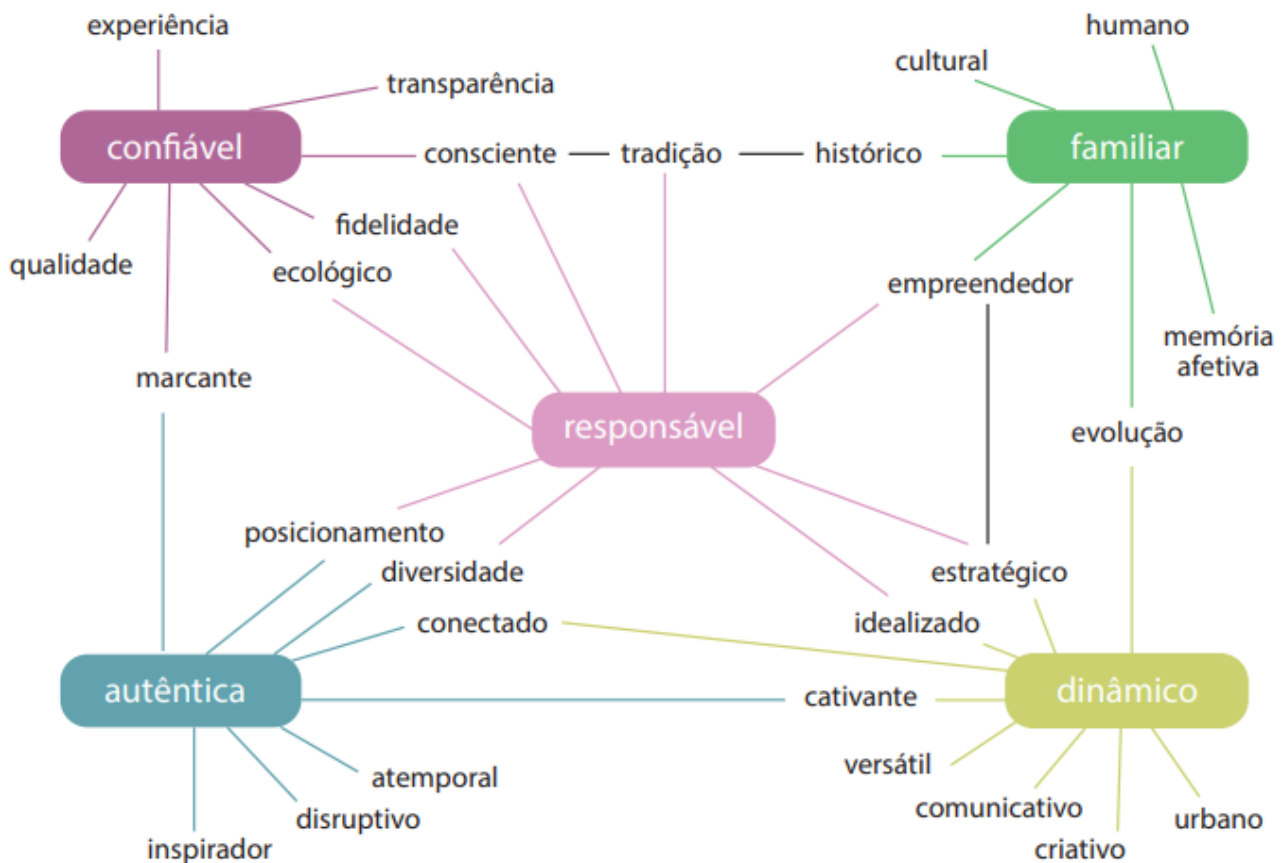 experiência
humano
cultural
transparência
confiável
consciente
tradição
histórico
familiar
fidelidade
qualidade
ecológico
empreendedor
memória
afetiva
marcante
responsável
evolução
posicionamento
diversidade
estratégico
conectado
idealizado
autêntica
cativante
dinâmico
versátil
atemporal
comunicativo
disruptivo
urbano
inspirador
criativo